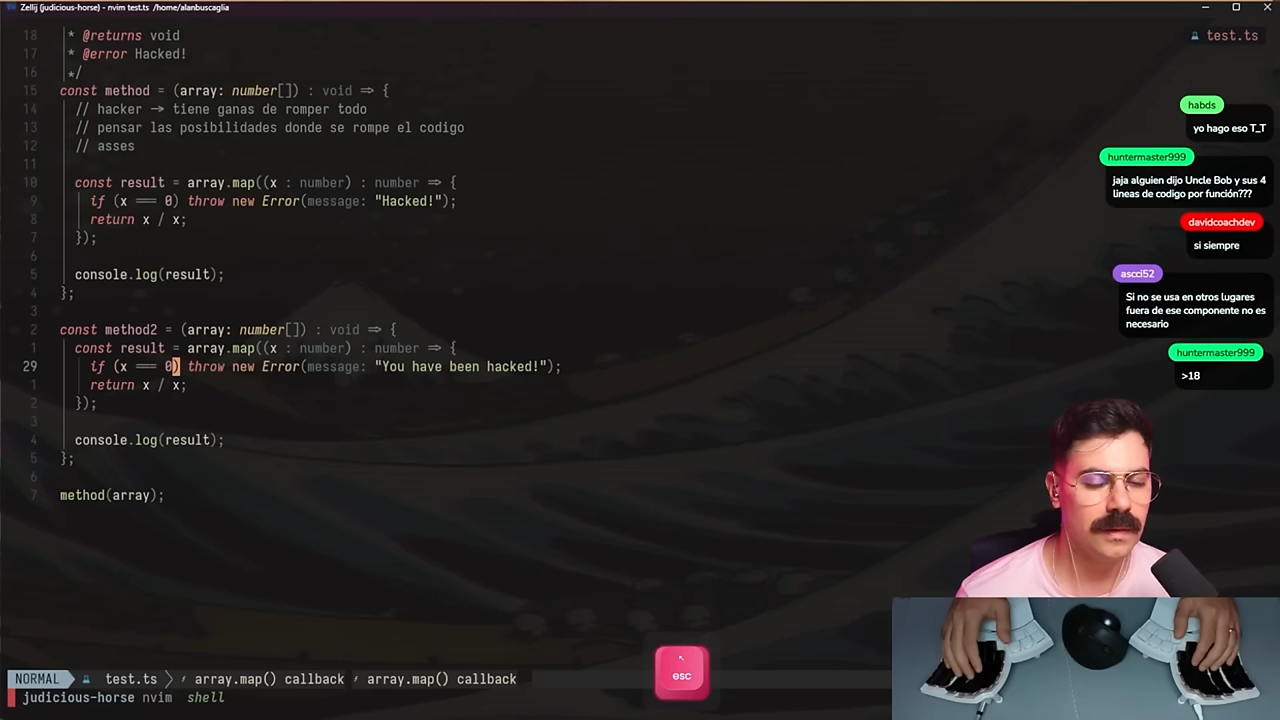 Zellij (judicious-horse) - nvim test.ts /home/alanbuscaglia
test.ts
18 * @returns void
17 * @error Hacked!
16 */
15 const method = (array: number[]) : void => {
14 // hacker -> tiene ganas de romper todo
13 // pensar las posibilidades donde se rompe el codigo
12 // asses
11
10 const result = array.map((x : number) : number => {
9 if (x === 0) throw new Error(message: "Hacked!");
8 return x / x;
7 });
6
5 console.log(result);
4 };
3
2 const method2 = (array: number[]) : void => {
1 const result = array.map((x : number) : number => {
29 if (x === 0) throw new Error(message: "You have been hacked!");
1 return x / x;
2 });
3
4 console.log(result);
5 };
6
7 method(array);
habds
yo hago eso T_T
huntermaster999
jaja alguien dijo Uncle Bob y sus 4
lineas de codigo por función???
davidcoachdev
si siempre
ascci52
Si no se usa en otros lugares
fuera de ese componente no es
necesario
huntermaster999
>18
esc
NORMAL test.ts array.map() callback array.map() callback
judicious-horse nvim shell